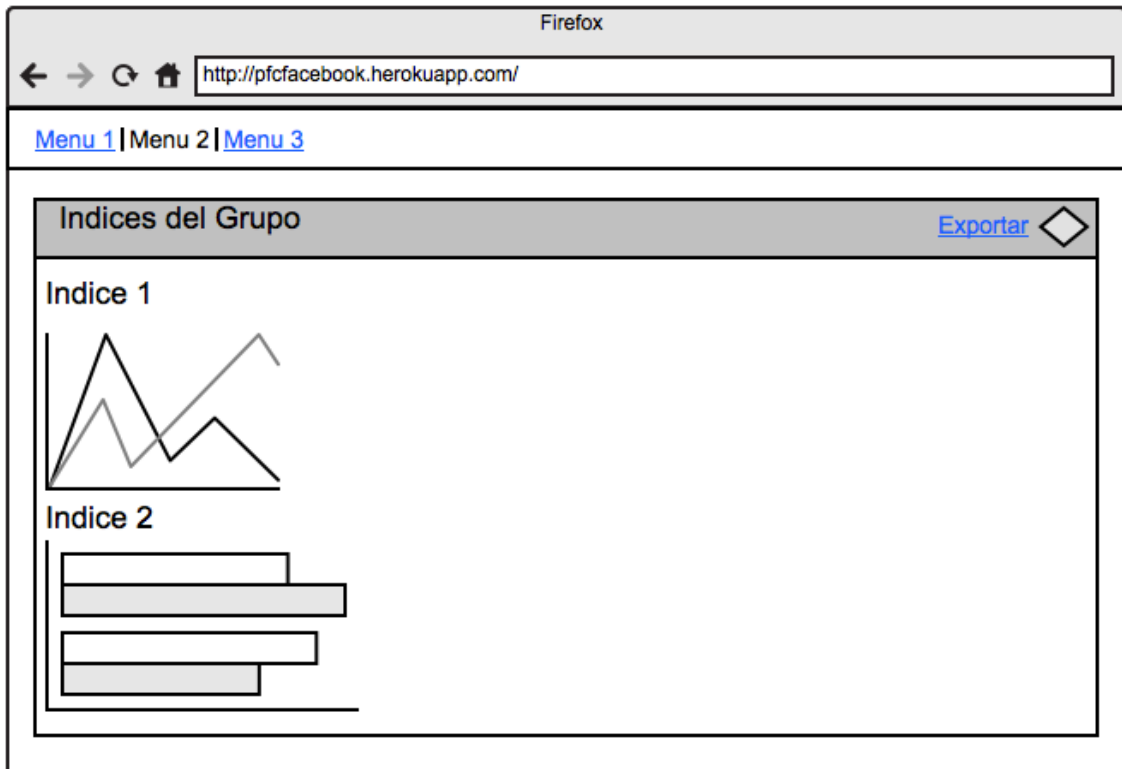 Firefox
http://pfcfacebook.herokuapp.com/
Menu 1 Menu 2 Menu 3
Indices del Grupo Exportar
Indice 1
Indice 2